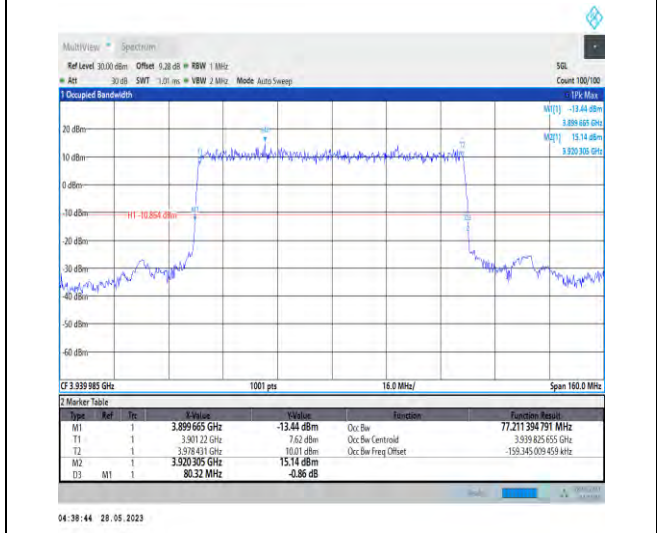 MultiView Spectrum
Ref Level 30.00 dBm Offset 9.28 dB RBW 1 MHz SGL
Att 30 dB SWT 1.01 ms VBW 2 MHz Mode Auto Sweep Count 100/100
1 Occupied Bandwidth 1Pk Max
M1[1] -13.44 dBm
3.899 665 GHz
20 dBm M2[1] 15.14 dBm
3.920 305 GHz
10 dBm
0 dBm
-10 dBm H1 -10.864 dBm
-20 dBm
-30 dBm
-40 dBm
-50 dBm
-60 dBm
CF 3.939 985 GHz 1001 pts 16.0 MHz/ Span 160.0 MHz
2 Marker Table
Type Ref Trc X-Value Y-Value Function Function Result
M1 1 3.899 665 GHz -13.44 dBm Occ Bw 77.211 394 791 MHz
T1 1 3.901 22 GHz 7.62 dBm Occ Bw Centroid 3.939 825 655 GHz
T2 1 3.978 431 GHz 10.01 dBm Occ Bw Freq Offset -159.345 009 459 kHz
M2 1 3.920 305 GHz 15.14 dBm
D3 M1 1 80.32 MHz -0.86 dB
04:38:44 28.05.2023